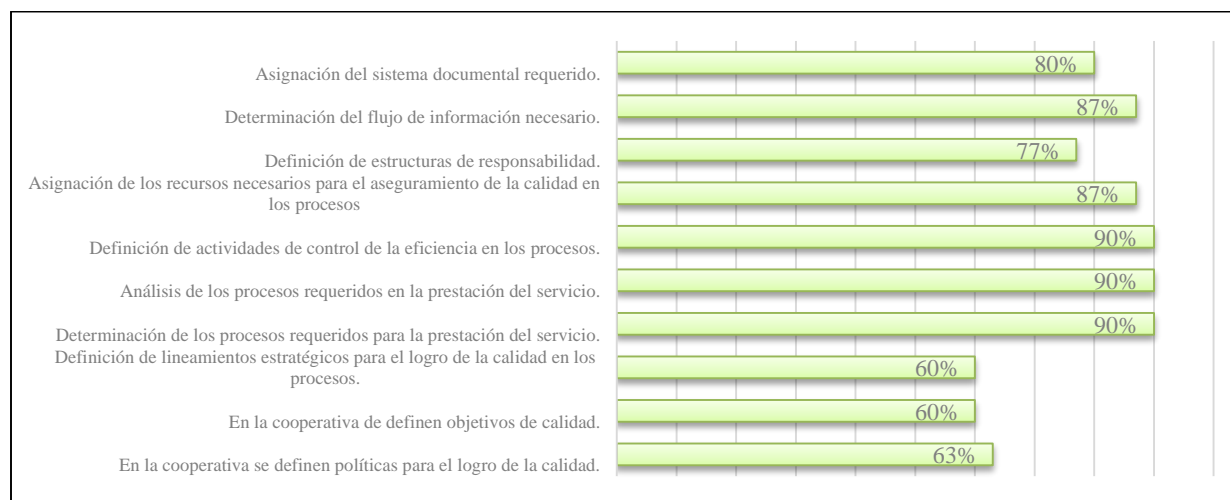 Asignación del sistema documental requerido.
80%
Determinación del flujo de información necesario.
87%
Definición de estructuras de responsabilidad.
77%
Asignación de los recursos necesarios para el aseguramiento de la calidad en
los procesos
87%
Definición de actividades de control de la eficiencia en los procesos.
90%
Análisis de los procesos requeridos en la prestación del servicio.
90%
Determinación de los procesos requeridos para la prestación del servicio.
90%
Definición de lineamientos estratégicos para el logro de la calidad en los
procesos.
60%
En la cooperativa de definen objetivos de calidad.
60%
En la cooperativa se definen políticas para el logro de la calidad.
63%